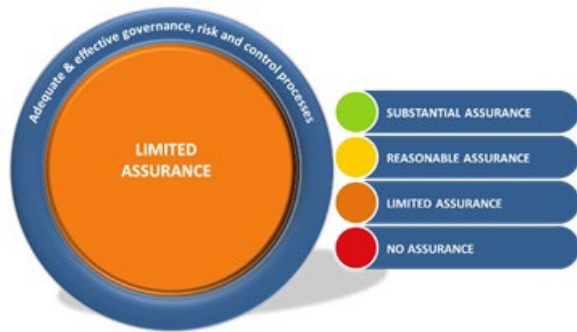 Adequate & effective governance, risk and control processes
LIMITED
ASSURANCE
SUBSTANTIAL ASSURANCE
REASONABLE ASSURANCE
LIMITED ASSURANCE
NO ASSURANCE